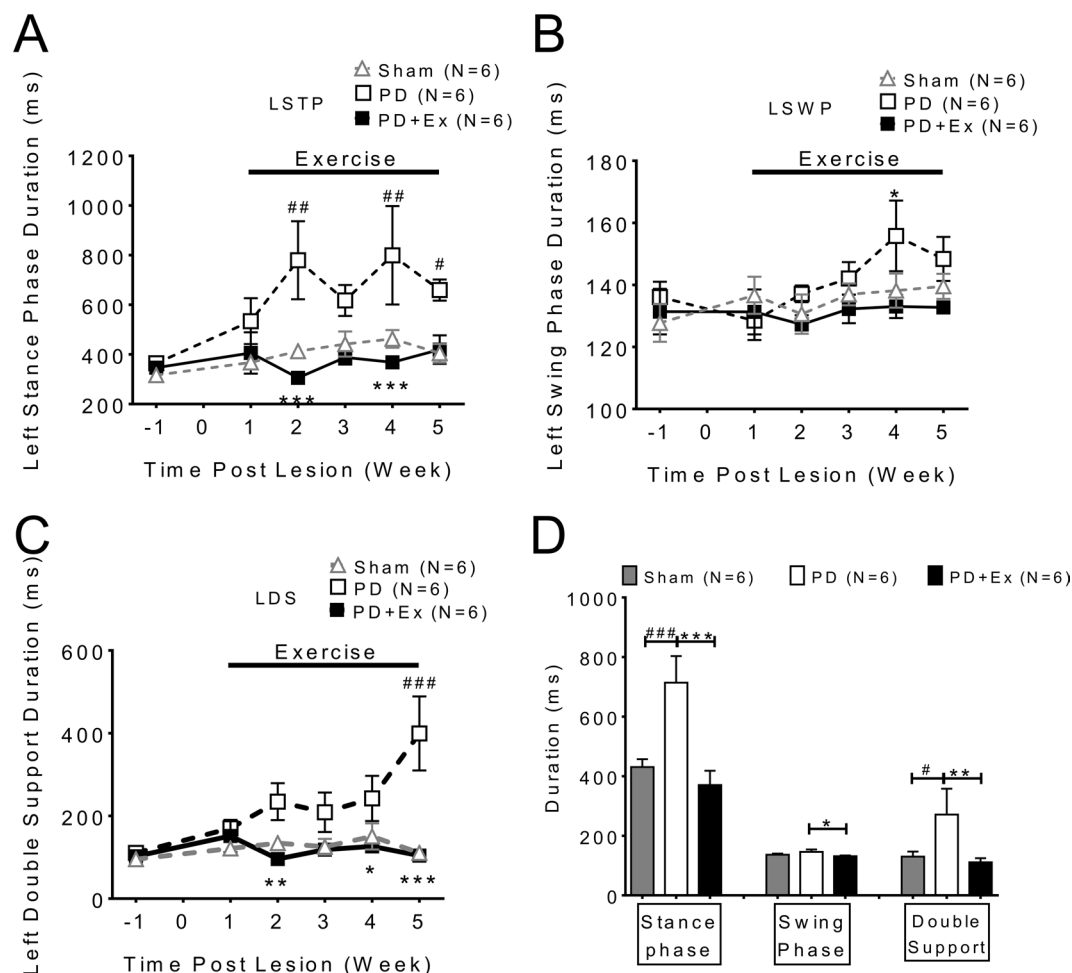 A
Sham (N=6)
PD (N=6)
PD+Ex (N=6)
LSTP
Exercise
Left Stance Phase Duration (ms)
1200
1000
800
600
400
200
##
##
#
***
***
-1 0 1 2 3 4 5
Time Post Lesion (Week)
B
Sham (N=6)
PD (N=6)
PD+Ex (N=6)
LSWP
Exercise
Left Swing Phase Duration (ms)
180
160
140
120
100
*
-1 0 1 2 3 4 5
Time Post Lesion (Week)
C
Sham (N=6)
PD (N=6)
PD+Ex (N=6)
LDS
Exercise
Left Double Support Duration (ms)
600
400
200
0
###
**
*
***
-1 0 1 2 3 4 5
Time Post Lesion (Week)
D
Sham (N=6) PD (N=6) PD+Ex (N=6)
Duration (ms)
1000
800
600
400
200
0
### ***
*
# **
Stance
phase
Swing
Phase
Double
Support